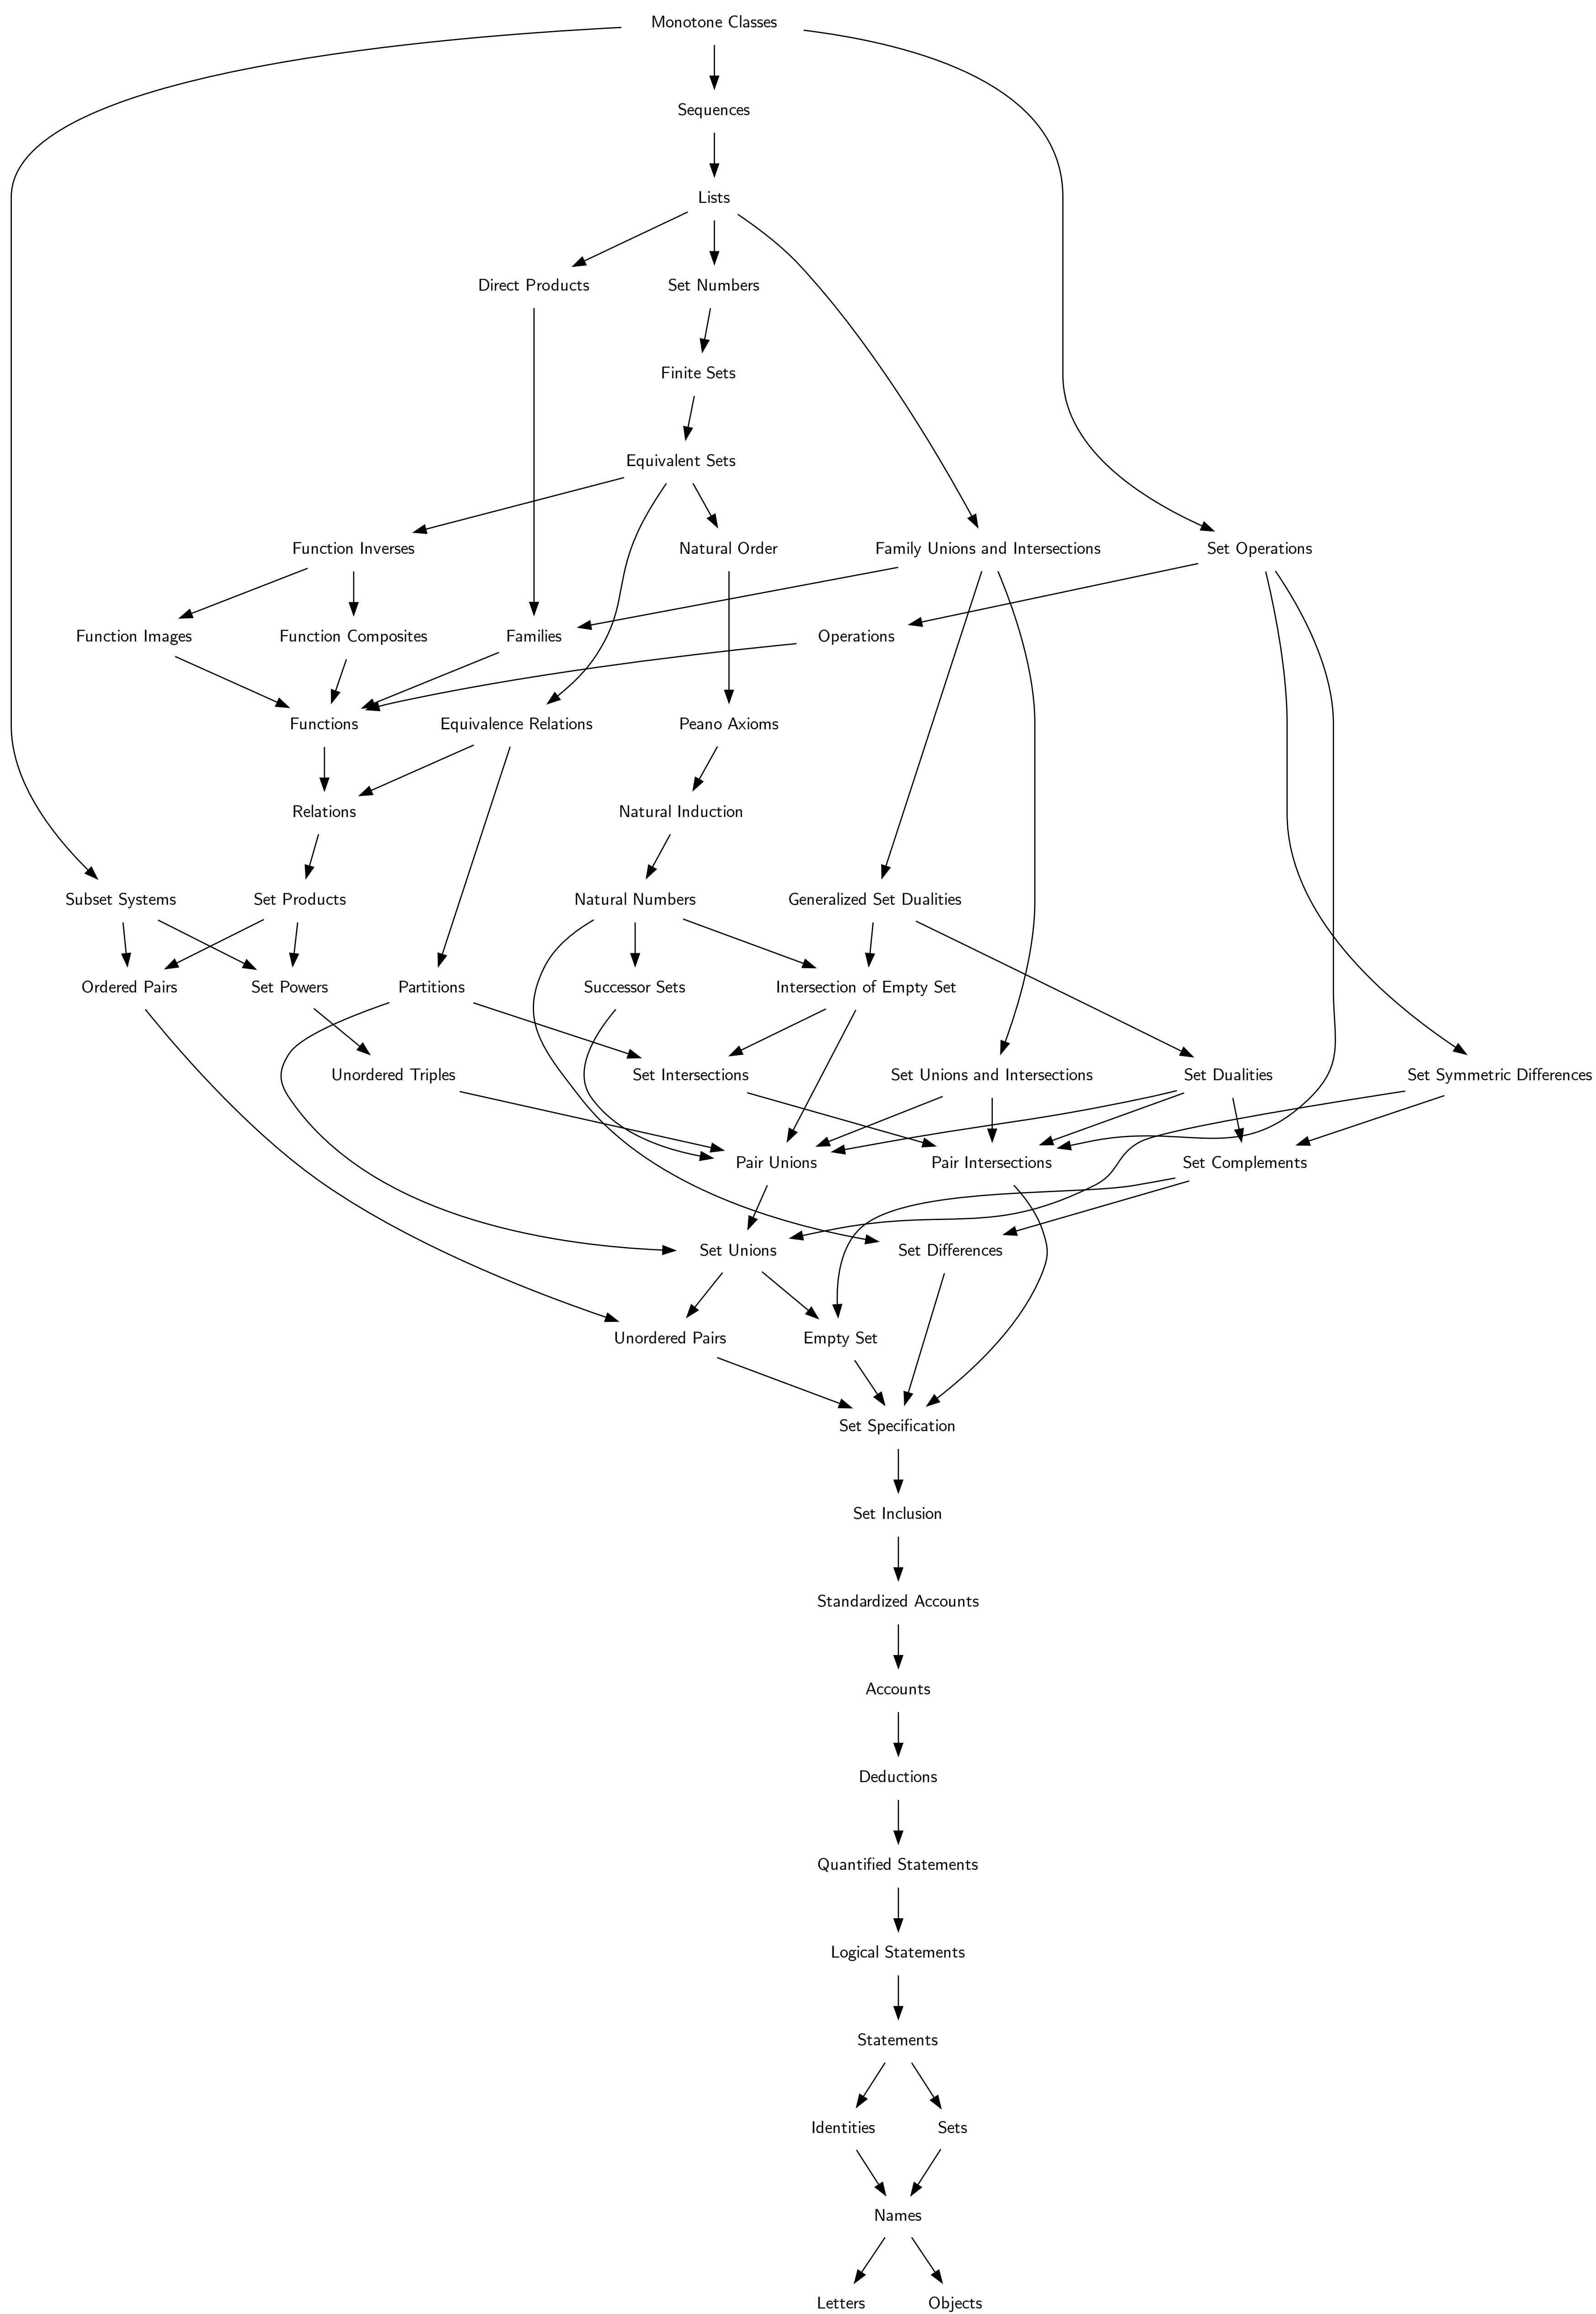 Monotone Classes
Sequences
Lists
Direct Products
Set Numbers
Finite Sets
Equivalent Sets
Function Inverses
Natural Order
Family Unions and Intersections
Set Operations
Function Images
Function Composites
Families
Operations
Functions
Equivalence Relations
Peano Axioms
Relations
Natural Induction
Subset Systems
Set Products
Natural Numbers
Generalized Set Dualities
Ordered Pairs
Set Powers
Partitions
Successor Sets
Intersection of Empty Set
Unordered Triples
Set Intersections
Set Unions and Intersections
Set Dualities
Set Symmetric Differences
Pair Unions
Pair Intersections
Set Complements
Set Unions
Set Differences
Unordered Pairs
Empty Set
Set Specification
Set Inclusion
Standardized Accounts
Accounts
Deductions
Quantified Statements
Logical Statements
Statements
Identities
Sets
Names
Letters
Objects